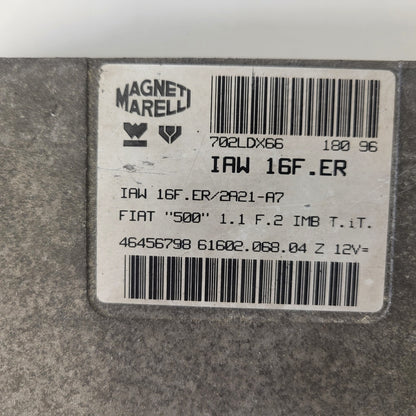 MAGNETI
MARELLI
702LDX66 180 96
IAW 16F.ER
IAW 16F.ER/2A21-A7
FIAT "500" 1.1 F.2 IMB T.iT.
46456798 61602.068.04 Z 12V=